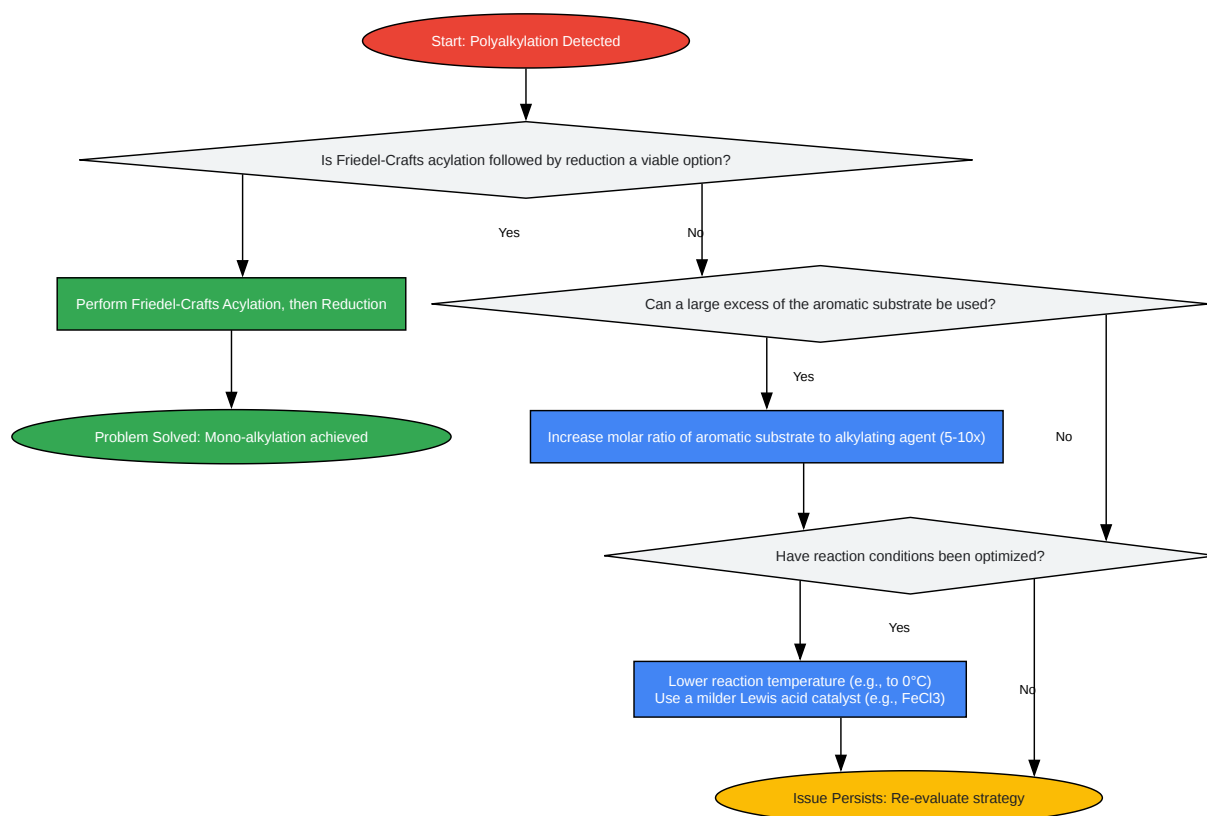 Start: Polyalkylation Detected
Is Friedel-Crafts acylation followed by reduction a viable option?
Yes
No
Perform Friedel-Crafts Acylation, then Reduction
Can a large excess of the aromatic substrate be used?
Yes
Problem Solved: Mono-alkylation achieved
Increase molar ratio of aromatic substrate to alkylating agent (5-10x)
No
Have reaction conditions been optimized?
Yes
Lower reaction temperature (e.g., to 0°C)
Use a milder Lewis acid catalyst (e.g., FeCl3)
No
Issue Persists: Re-evaluate strategy